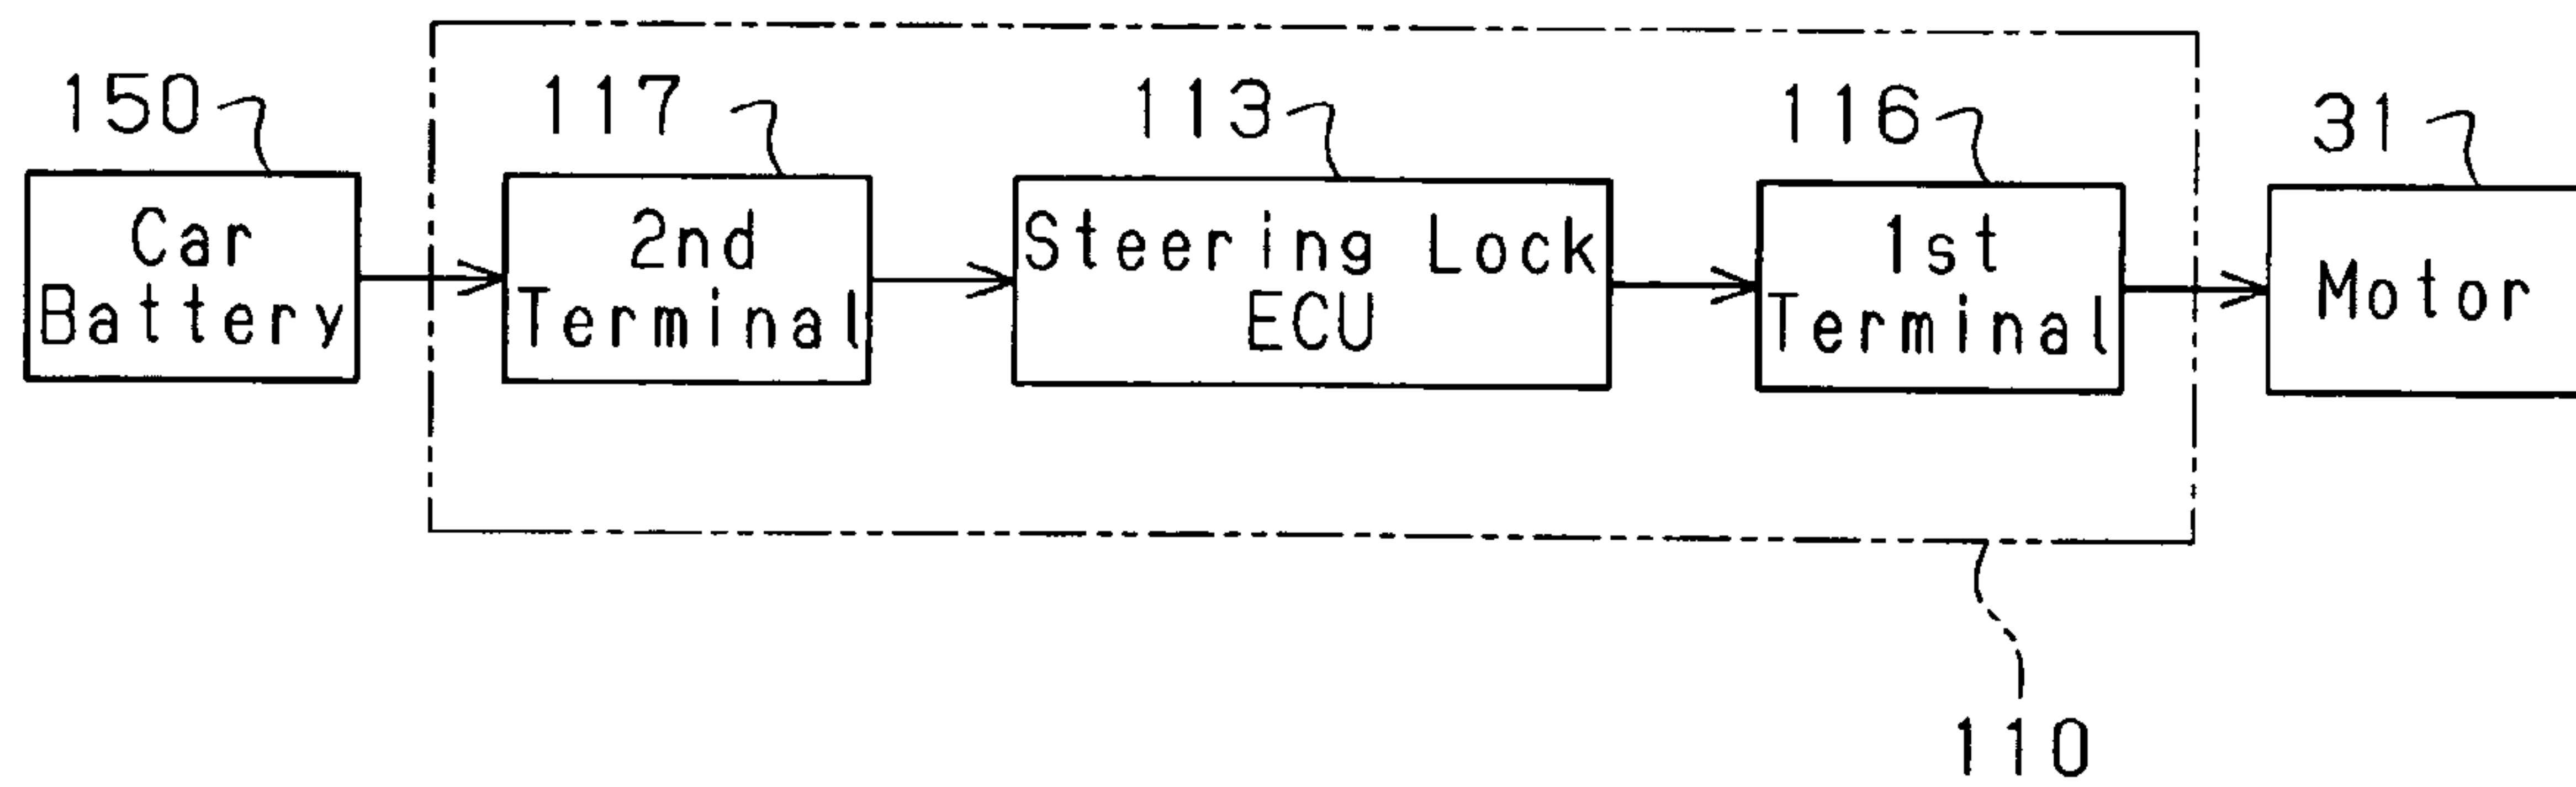 150
117
113
116
31
Car
Battery
2nd
Terminal
Steering Lock
ECU
1st
Terminal
Motor
110